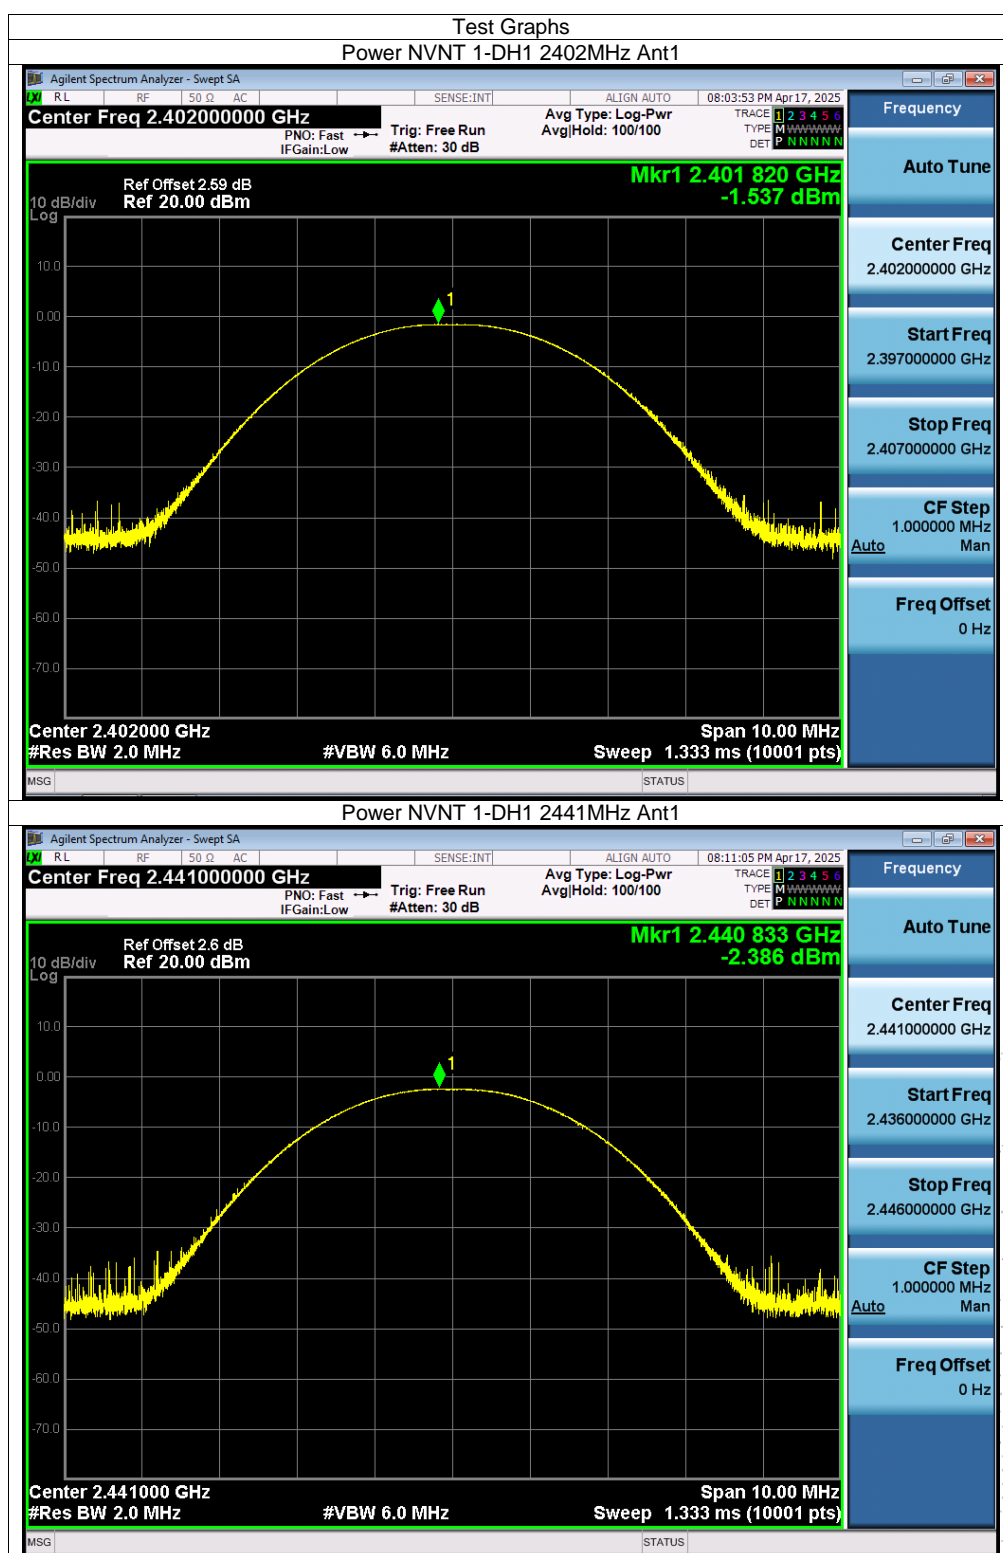 Test Graphs
Power NVNT 1-DH1 2402MHz Ant1
Agilent Spectrum Analyzer - Swept SA
LXI RL RF 50 Ω AC SENSE:INT ALIGN AUTO 08:03:53 PM Apr 17, 2025
Center Freq 2.402000000 GHz
PNO: Fast
IFGain:Low
Trig: Free Run
#Atten: 30 dB
Avg Type: Log-Pwr
Avg|Hold: 100/100
TRACE 1 2 3 4 5 6
TYPE M WWWWW
DET P N N N N N
Frequency
Auto Tune
Center Freq
2.402000000 GHz
Start Freq
2.397000000 GHz
Stop Freq
2.407000000 GHz
CF Step
1.000000 MHz
Auto Man
Freq Offset
0 Hz
Mkr1 2.401 820 GHz
-1.537 dBm
Ref Offset 2.59 dB
10 dB/div Ref 20.00 dBm
Log
10.0
1
0.00
-10.0
-20.0
-30.0
-40.0
-50.0
-60.0
-70.0
Center 2.402000 GHz Span 10.00 MHz
#Res BW 2.0 MHz #VBW 6.0 MHz Sweep 1.333 ms (10001 pts)
MSG STATUS
Power NVNT 1-DH1 2441MHz Ant1
Agilent Spectrum Analyzer - Swept SA
LXI RL RF 50 Ω AC SENSE:INT ALIGN AUTO 08:11:05 PM Apr 17, 2025
Center Freq 2.441000000 GHz
PNO: Fast
IFGain:Low
Trig: Free Run
#Atten: 30 dB
Avg Type: Log-Pwr
Avg|Hold: 100/100
TRACE 1 2 3 4 5 6
TYPE M WWWWW
DET P N N N N N
Frequency
Auto Tune
Center Freq
2.441000000 GHz
Start Freq
2.436000000 GHz
Stop Freq
2.446000000 GHz
CF Step
1.000000 MHz
Auto Man
Freq Offset
0 Hz
Mkr1 2.440 833 GHz
-2.386 dBm
Ref Offset 2.6 dB
10 dB/div Ref 20.00 dBm
Log
10.0
1
0.00
-10.0
-20.0
-30.0
-40.0
-50.0
-60.0
-70.0
Center 2.441000 GHz Span 10.00 MHz
#Res BW 2.0 MHz #VBW 6.0 MHz Sweep 1.333 ms (10001 pts)
MSG STATUS